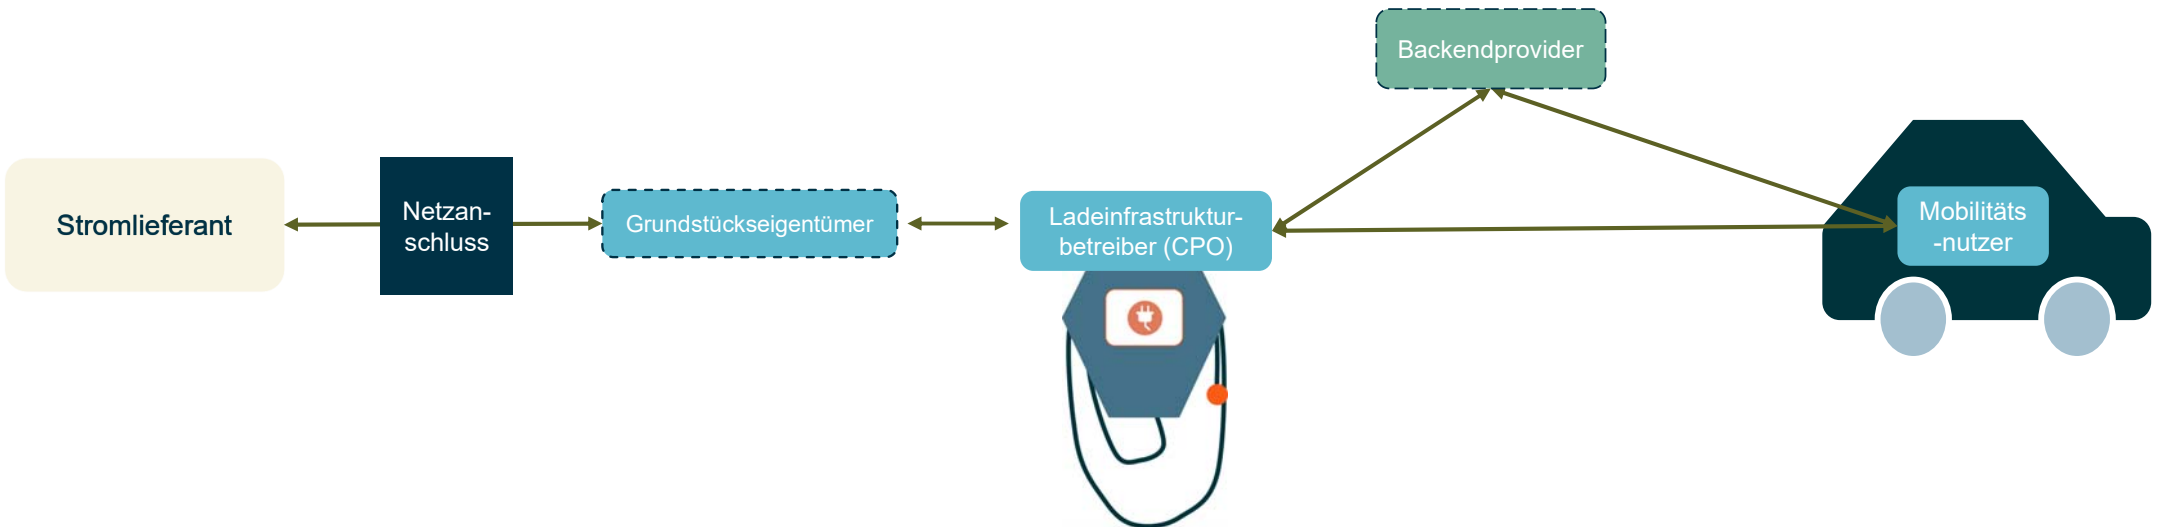 Backendprovider
Stromlieferant
Netzan-
schluss
Grundstückseigentümer
Ladeinfrastruktur-
betreiber (CPO)
Mobilitäts
-nutzer